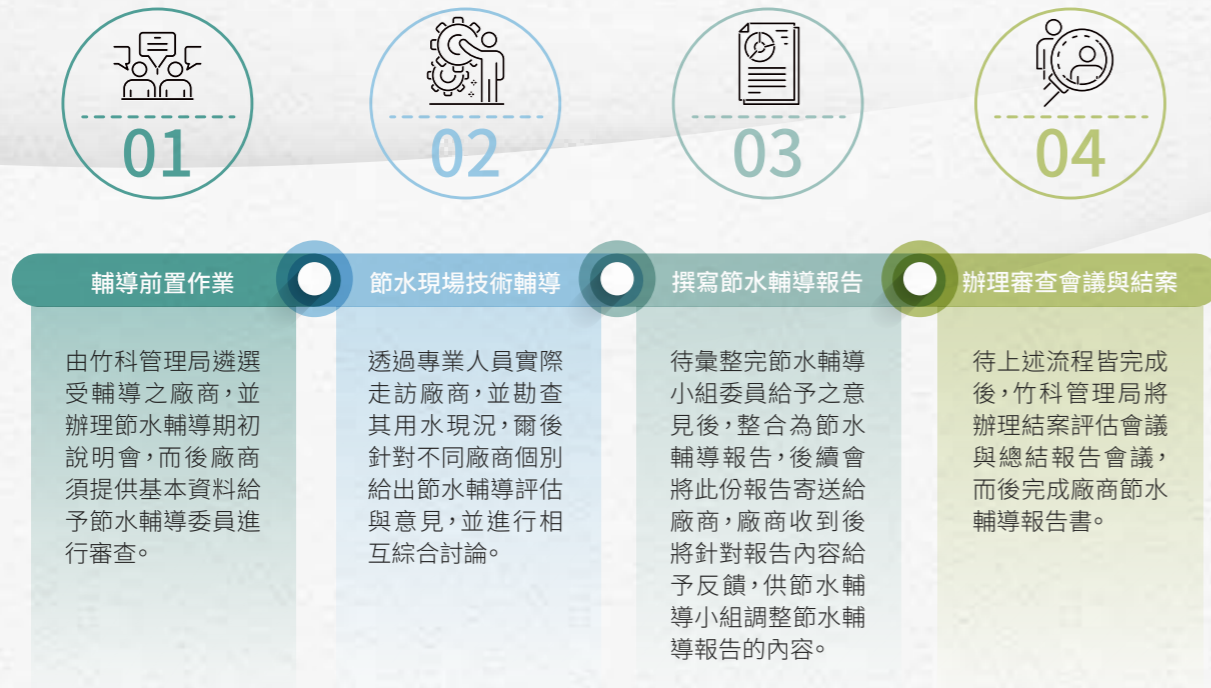 01
輔導前置作業
由竹科管理局遴選
受輔導之廠商,並
辦理節水輔導期初
說明會,而後廠商
須提供基本資料給
予節水輔導委員進
行審查。
02
節水現場技術輔導
透過專業人員實際
走訪廠商,並勘查
其用水現況,爾後
針對不同廠商個別
給出節水輔導評估
與意見,並進行相
互綜合討論。
03
撰寫節水輔導報告
待彙整完節水輔導
小組委員給予之意
見後,整合為節水
輔導報告,後續會
將此份報告寄送給
廠商,廠商收到後
將針對報告內容給
予反饋,供節水輔
導小組調整節水輔
導報告的內容。
04
辦理審查會議與結案
待上述流程皆完成
後,竹科管理局將
辦理結案評估會議
與總結報告會議,
而後完成廠商節水
輔導報告書。